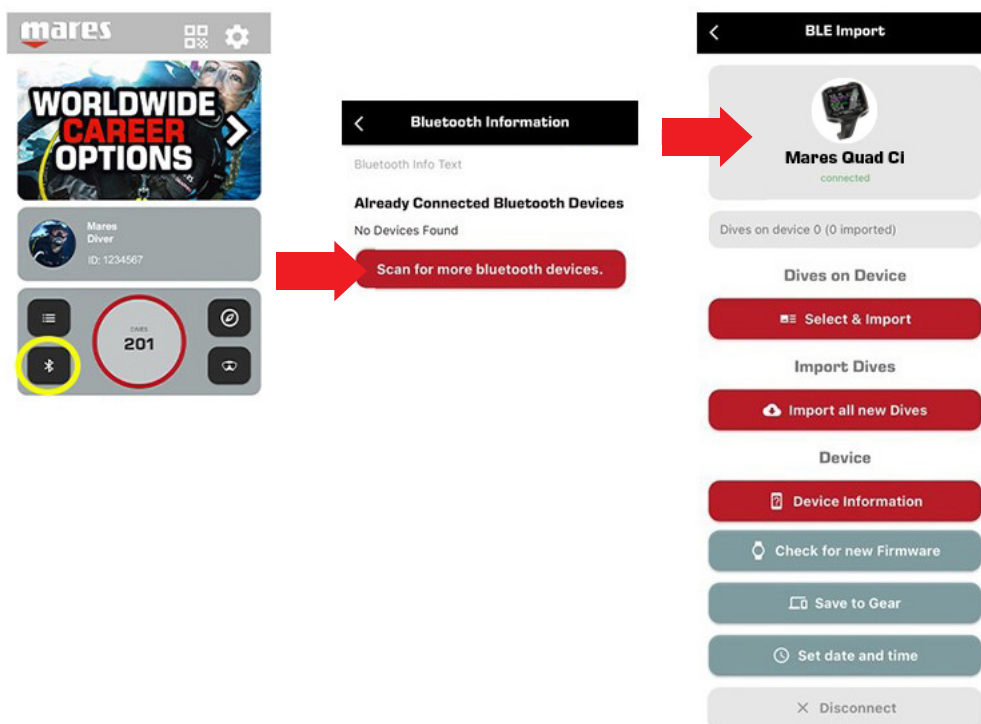 mares
WORLDWIDE
CAREER
OPTIONS
Mares
Diver
ID: 1234567
DIVES
201
Bluetooth Information
Bluetooth Info Text
Already Connected Bluetooth Devices
No Devices Found
Scan for more bluetooth devices.
BLE Import
Mares Quad Ci
connected
Dives on device 0 (0 imported)
Dives on Device
Select & Import
Import Dives
Import all new Dives
Device
Device Information
Check for new Firmware
Save to Gear
Set date and time
Disconnect